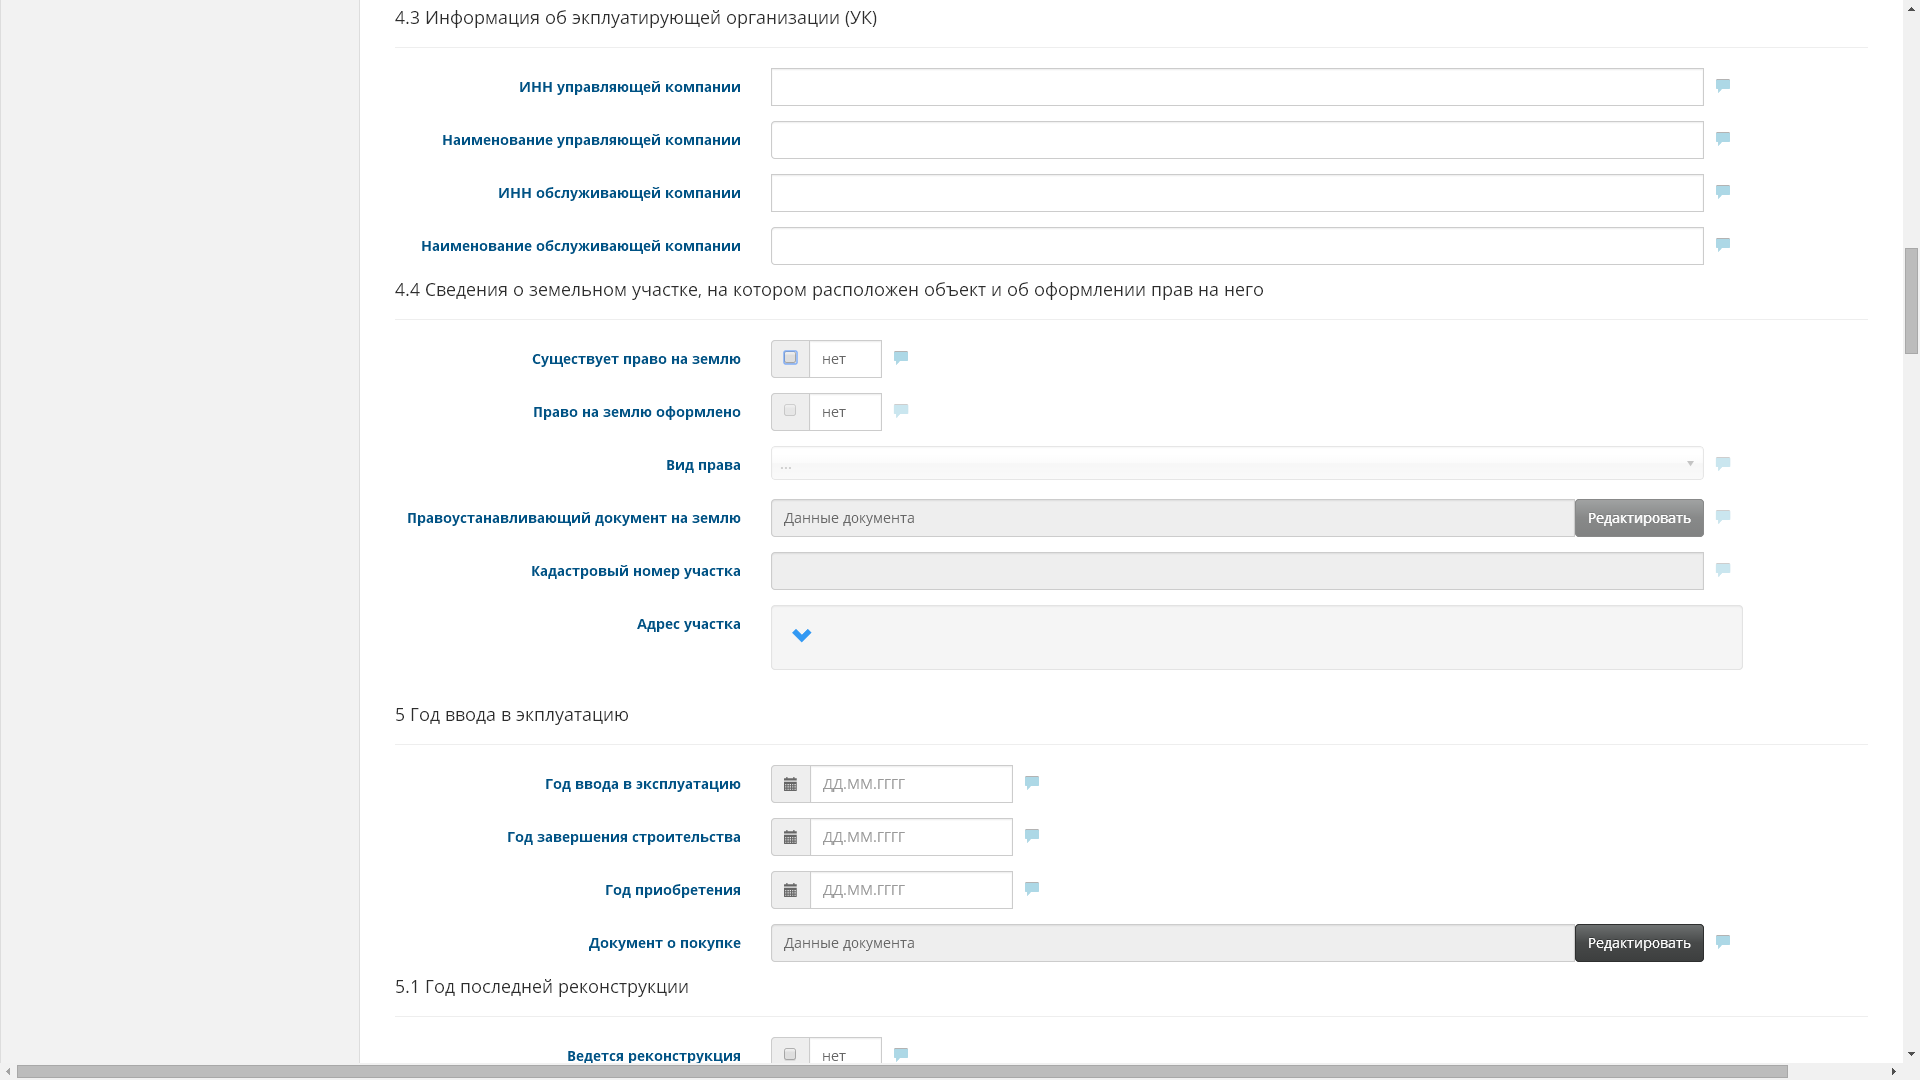 4.3 Информация об экплуатирующей организации (УК)
ИНН управляющей компании
Наименование управляющей компании
ИНН обслуживающей компании
Наименование обслуживающей компании
4.4 Сведения о земельном участке, на котором расположен объект и об оформлении прав на него
Существует право на землю нет
Право на землю оформлено нет
Вид права ...
Правоустанавливающий документ на землю Данные документа Редактировать
Кадастровый номер участка
Адрес участка
5 Год ввода в экплуатацию
Год ввода в эксплуатацию ДД.ММ.ГГГГ
Год завершения строительства ДД.ММ.ГГГГ
Год приобретения ДД.ММ.ГГГГ
Документ о покупке Данные документа Редактировать
5.1 Год последней реконструкции
Ведется реконструкция нет